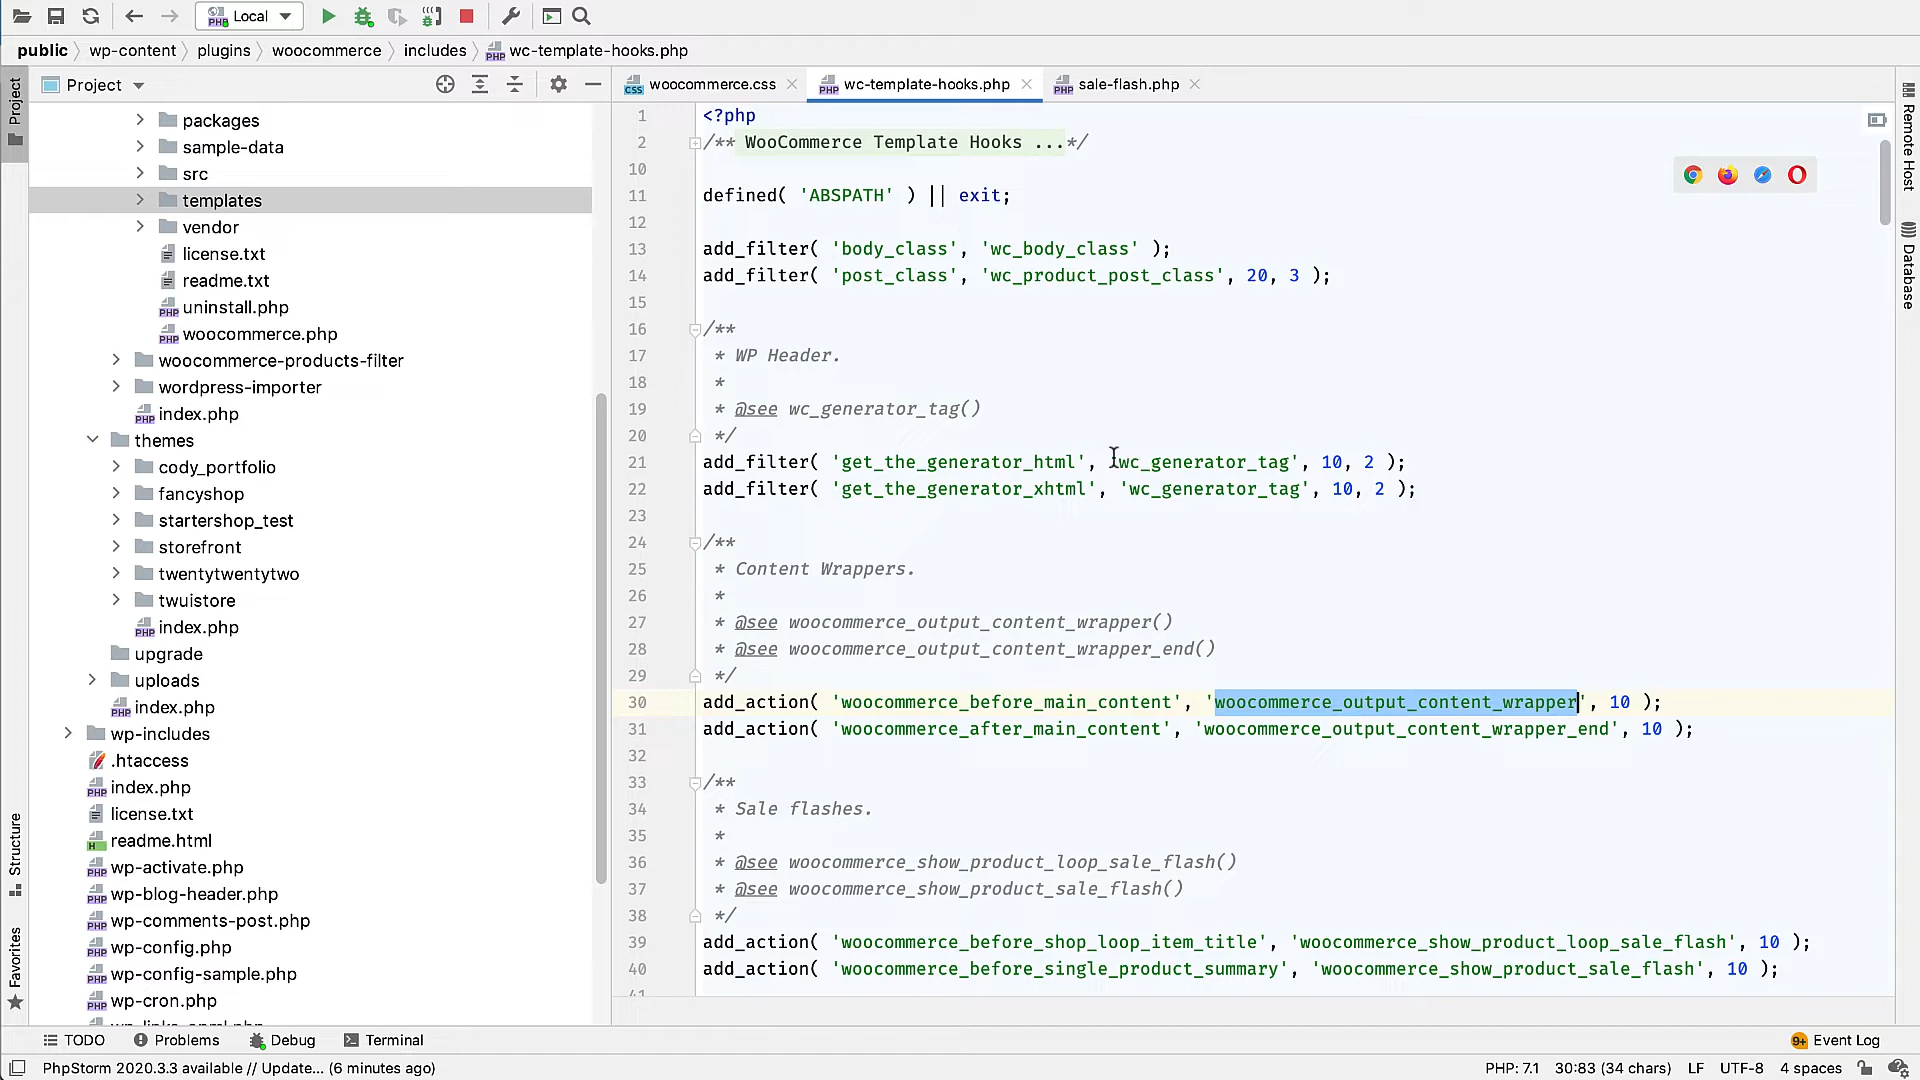 Local
public wp-content plugins woocommerce includes wc-template-hooks.php
Project
Project
woocommerce.css
wc-template-hooks.php
sale-flash.php
packages
sample-data
src
templates
vendor
license.txt
readme.txt
uninstall.php
woocommerce.php
woocommerce-products-filter
wordpress-importer
index.php
themes
cody_portfolio
fancyshop
startershop_test
storefront
twentytwentytwo
twuistore
index.php
upgrade
uploads
index.php
wp-includes
.htaccess
index.php
license.txt
readme.html
wp-activate.php
wp-blog-header.php
wp-comments-post.php
wp-config.php
wp-config-sample.php
wp-cron.php
wp-links-opml.php
1 <?php
2 /** WooCommerce Template Hooks ...*/
10
11 defined( 'ABSPATH' ) || exit;
12
13 add_filter( 'body_class', 'wc_body_class' );
14 add_filter( 'post_class', 'wc_product_post_class', 20, 3 );
15
16 /**
17 * WP Header.
18 *
19 * @see wc_generator_tag()
20 */
21 add_filter( 'get_the_generator_html', 'wc_generator_tag', 10, 2 );
22 add_filter( 'get_the_generator_xhtml', 'wc_generator_tag', 10, 2 );
23
24 /**
25 * Content Wrappers.
26 *
27 * @see woocommerce_output_content_wrapper()
28 * @see woocommerce_output_content_wrapper_end()
29 */
30 add_action( 'woocommerce_before_main_content', 'woocommerce_output_content_wrapper', 10 );
31 add_action( 'woocommerce_after_main_content', 'woocommerce_output_content_wrapper_end', 10 );
32
33 /**
34 * Sale flashes.
35 *
36 * @see woocommerce_show_product_loop_sale_flash()
37 * @see woocommerce_show_product_sale_flash()
38 */
39 add_action( 'woocommerce_before_shop_loop_item_title', 'woocommerce_show_product_loop_sale_flash', 10 );
40 add_action( 'woocommerce_before_single_product_summary', 'woocommerce_show_product_sale_flash', 10 );
41
Remote Host
Database
Structure
Favorites
TODO Problems Debug Terminal
9+ Event Log
PhpStorm 2020.3.3 available // Update... (6 minutes ago)
PHP: 7.1 30:83 (34 chars) LF UTF-8 4 spaces